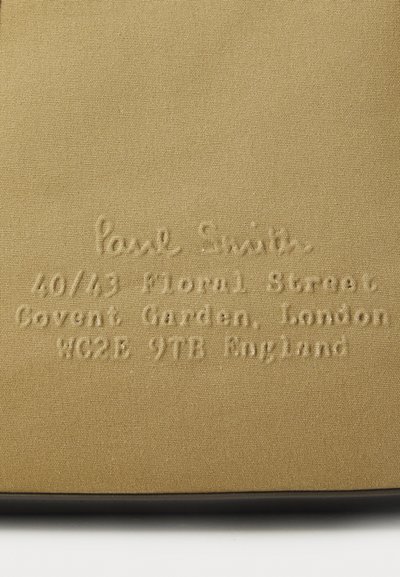 Paul Smith
40/43 Floral Street
Covent Garden, London
WC2E 9TB England